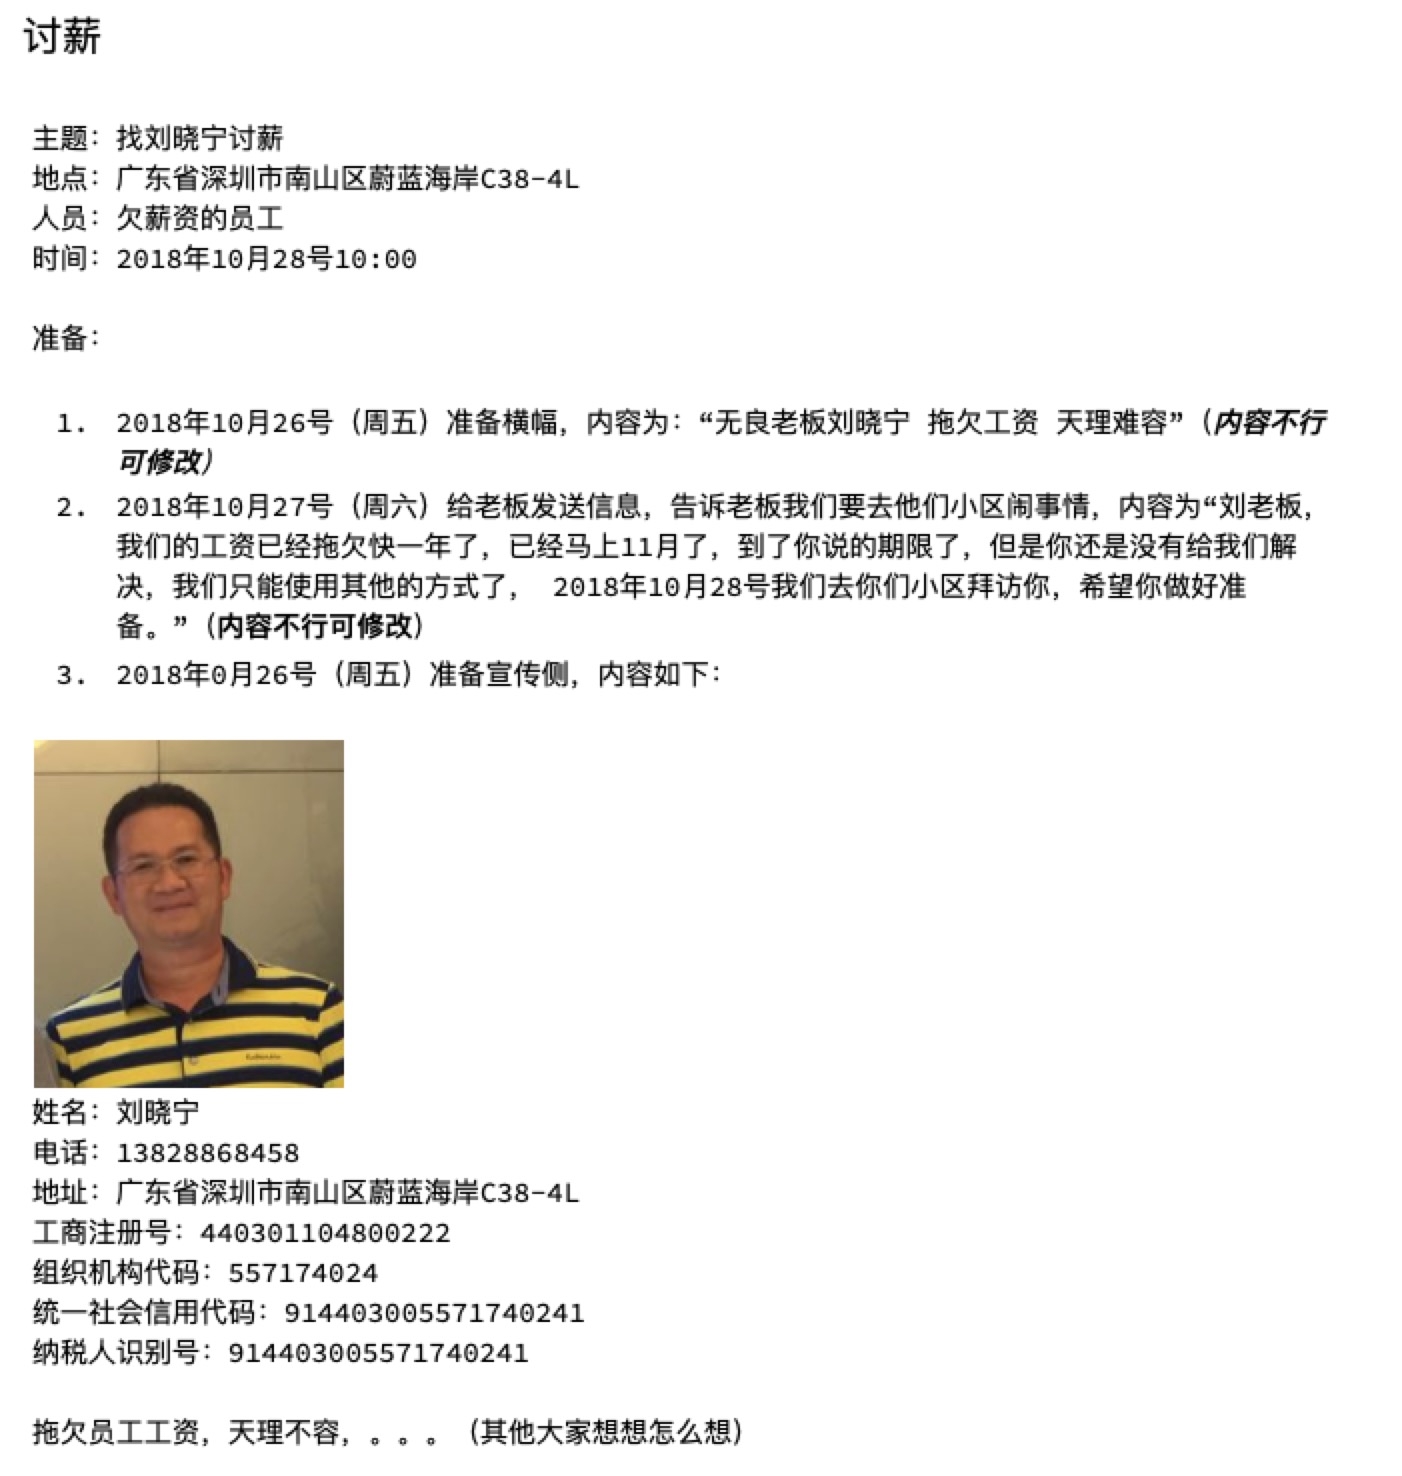 讨薪
主题：找刘晓宁讨薪
地点：广东省深圳市南山区蔚蓝海岸C38-4L
人员：欠薪资的员工
时间：2018年10月28号10:00
准备：
1. 2018年10月26号（周五）准备横幅，内容为：“无良老板刘晓宁 拖欠工资 天理难容”（内容不行
可修改）
2. 2018年10月27号（周六）给老板发送信息，告诉老板我们要去他们小区闹事情，内容为“刘老板，
我们的工资已经拖欠快一年了，已经马上11月了，到了你说的期限了，但是你还是没有给我们解
决，我们只能使用其他的方式了， 2018年10月28号我们去你们小区拜访你，希望你做好准
备。”（内容不行可修改）
3. 2018年0月26号（周五）准备宣传侧，内容如下：
姓名：刘晓宁
电话：13828868458
地址：广东省深圳市南山区蔚蓝海岸C38-4L
工商注册号：440301104800222
组织机构代码：557174024
统一社会信用代码：914403005571740241
纳税人识别号：914403005571740241
拖欠员工工资，天理不容，。。。（其他大家想想怎么想）